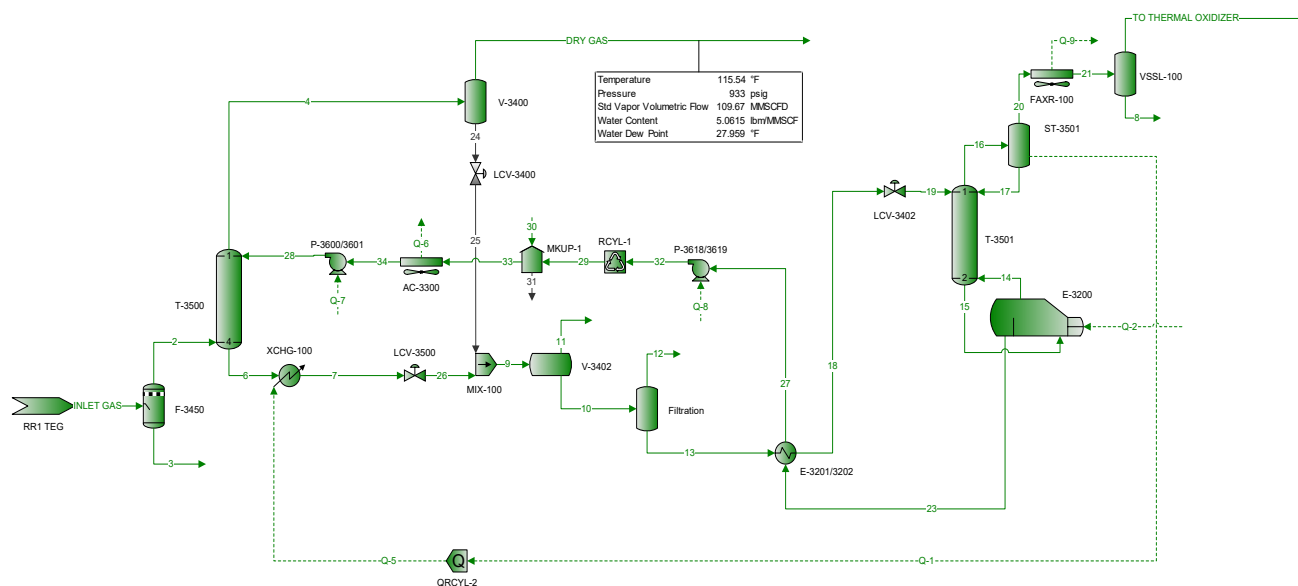 TO THERMAL OXIDIZER
Q-9
21
VSSL-100
FAXR-100
20
8
DRY GAS
Temperature 115.54 °F
Pressure 933 psig
Std Vapor Volumetric Flow 109.67 MMSCFD
Water Content 5.0615 lbm/MMSCF
Water Dew Point 27.959 °F
4
V-3400
24
LCV-3400
ST-3501
16
17
19
LCV-3402
1
T-3501
2
14
15
E-3200
Q-2
25
30
MKUP-1
RCYL-1
P-3618/3619
Q-6
P-3600/3601
28
34
33
29
32
31
AC-3300
Q-7
Q-8
1
T-3500
4
2
XCHG-100
LCV-3500
6
7
26
MIX-100
9
11
V-3402
12
10
Filtration
27
18
INLET GAS
RR1 TEG
F-3450
3
13
E-3201/3202
23
Q-5
Q
QRCYL-2
Q-1